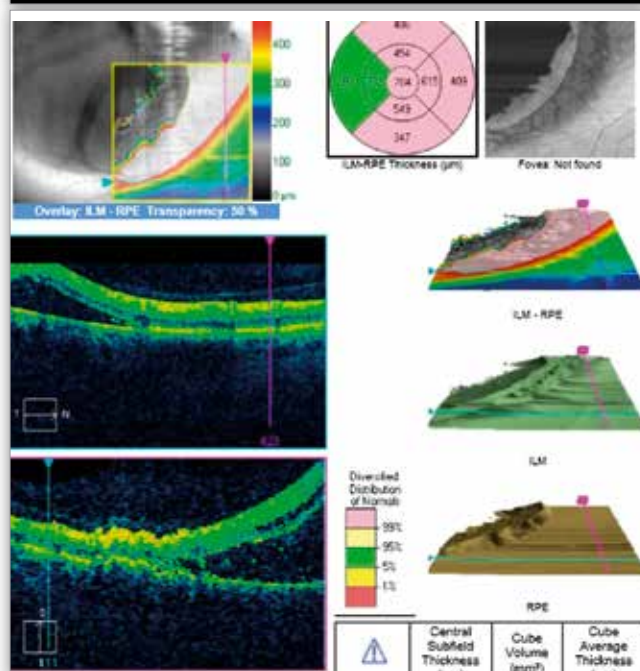 400
300
200
100
0 µm
Overlay: ILM - RPE Transparency: 50 %
454
704
615
409
549
347
ILM-RPE Thickness (µm)
Fovea: Not found
ILM - RPE
T
N
ILM
Diversified
Distribution
of Normals
99%
95%
5%
1%
RPE
Central
Subfield
Thickness
Cube
Volume
(mm³)
Cube
Average
Thickness